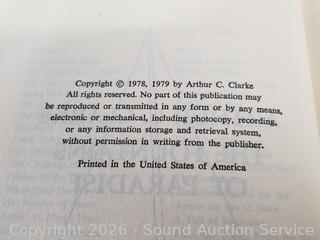 Copyright © 1978, 1979 by Arthur C. Clarke
All rights reserved. No part of this publication may
be reproduced or transmitted in any form or by any means,
electronic or mechanical, including photocopy, recording,
or any information storage and retrieval system,
without permission in writing from the publisher.
Printed in the United States of America
OF PARADISE
Copyright 2026 - Sound Auction Service